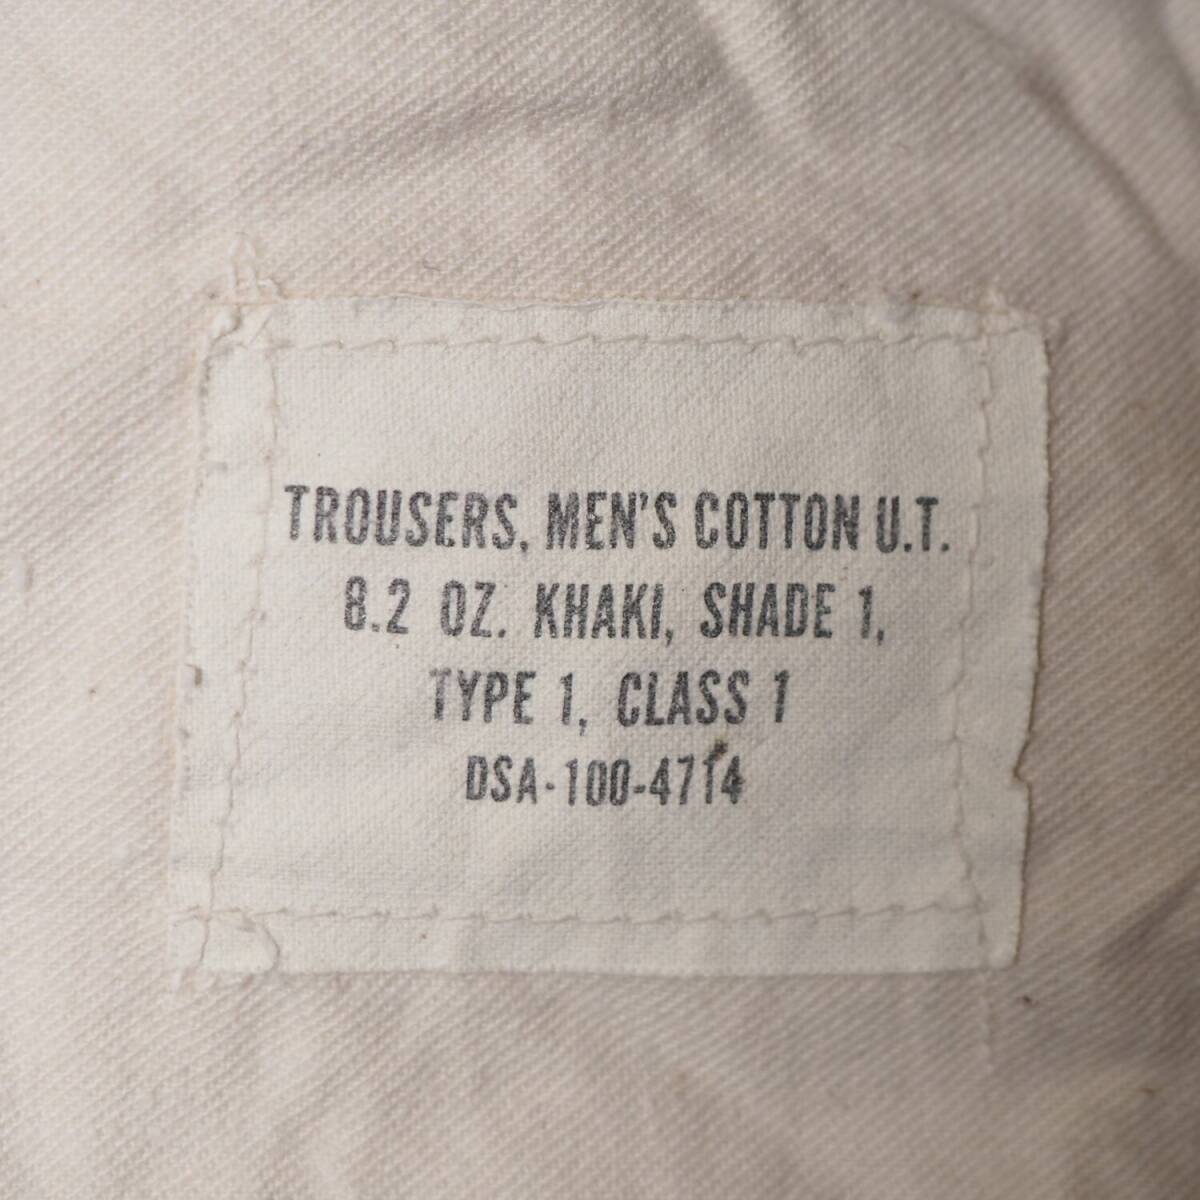 TROUSERS, MEN'S COTTON U.T.
8.2 OZ. KHAKI, SHADE 1,
TYPE 1, CLASS 1
DSA-100-4714